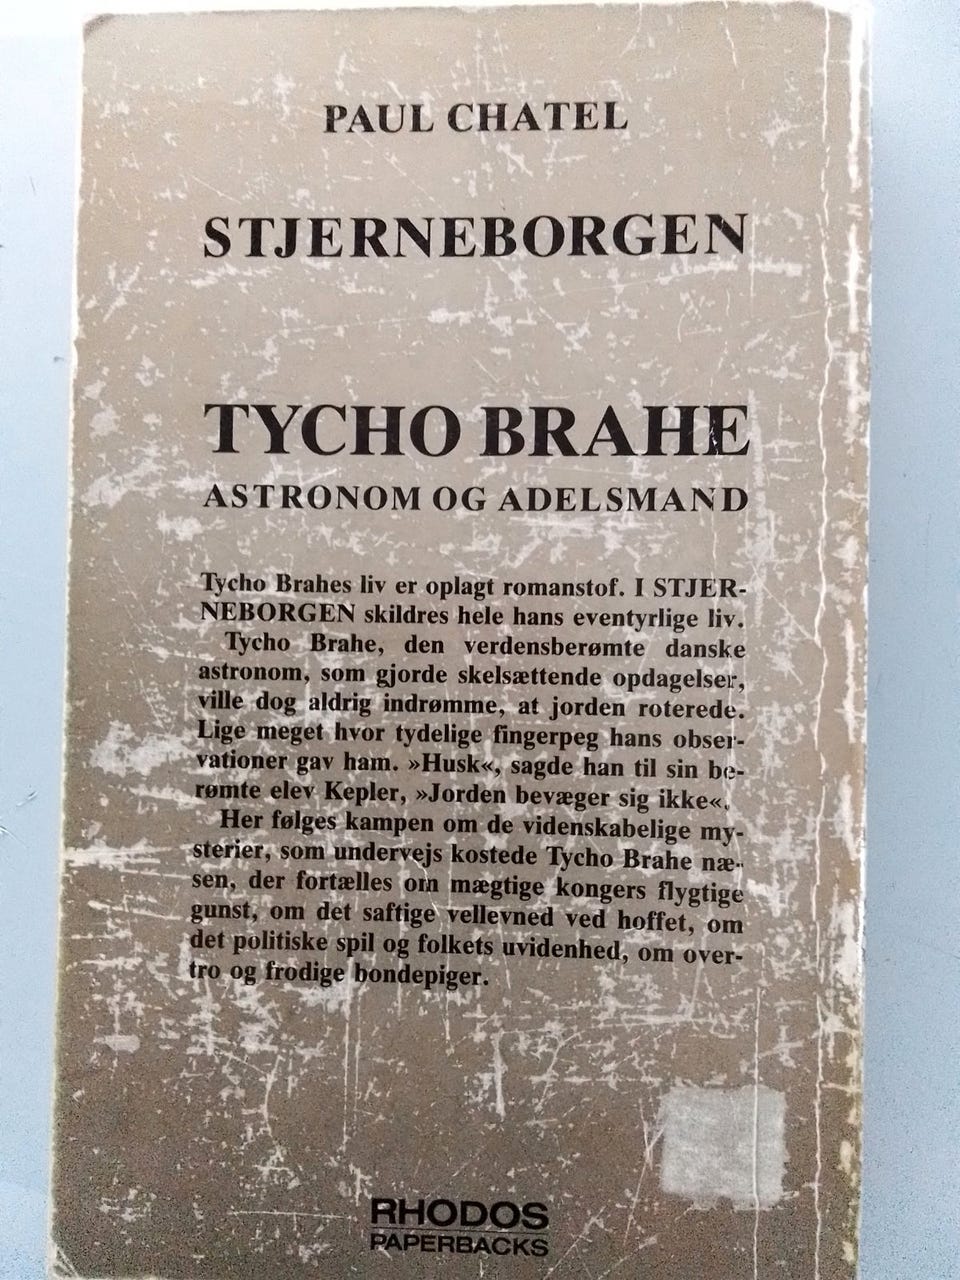 PAUL CHATEL
STJERNEBORGEN
TYCHO BRAHE
ASTRONOM OG ADELSMAND
Tycho Brahes liv er oplagt romanstof. I STJER-
NEBORGEN skildres hele hans eventyrlige liv.
Tycho Brahe, den verdensberømte danske
astronom, som gjorde skelsættende opdagelser,
ville dog aldrig indrømme, at jorden roterede.
Lige meget hvor tydelige fingerpeg hans obser-
vationer gav ham. »Husk«, sagde han til sin be-
rømte elev Kepler, »Jorden bevæger sig ikke«.
Her følges kampen om de videnskabelige my-
sterier, som undervejs kostede Tycho Brahe næ-
sen, der fortælles om mægtige kongers flygtige
gunst, om det saftige vellevned ved hoffet, om
det politiske spil og folkets uvidenhed, om over-
tro og frodige bondepiger.
RHODOS
PAPERBACKS